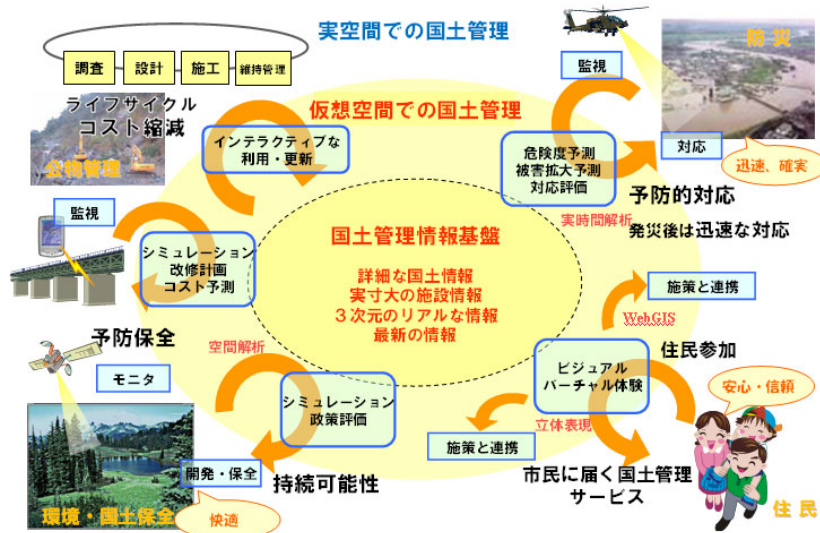 実空間での国土管理
調査
設計
施工
維持管理
ライフサイクル
コスト縮減
公物管理
仮想空間での国土管理
インタラクティブな
利用・更新
監視
防災
危険度予測
被害拡大予測
対応評価
対応
迅速、確実
予防的対応
実時間解析
発災後は迅速な対応
監視
シミュレーション
改修計画
コスト予測
予防保全
国土管理情報基盤
詳細な国土情報
実寸大の施設情報
３次元のリアルな情報
最新の情報
施策と連携
WebGIS
住民参加
空間解析
モニタ
シミュレーション
政策評価
ビジュアル
バーチャル体験
安心・信頼
立体表現
施策と連携
開発・保全
持続可能性
市民に届く国土管理
サービス
環境・国土保全
快適
住民